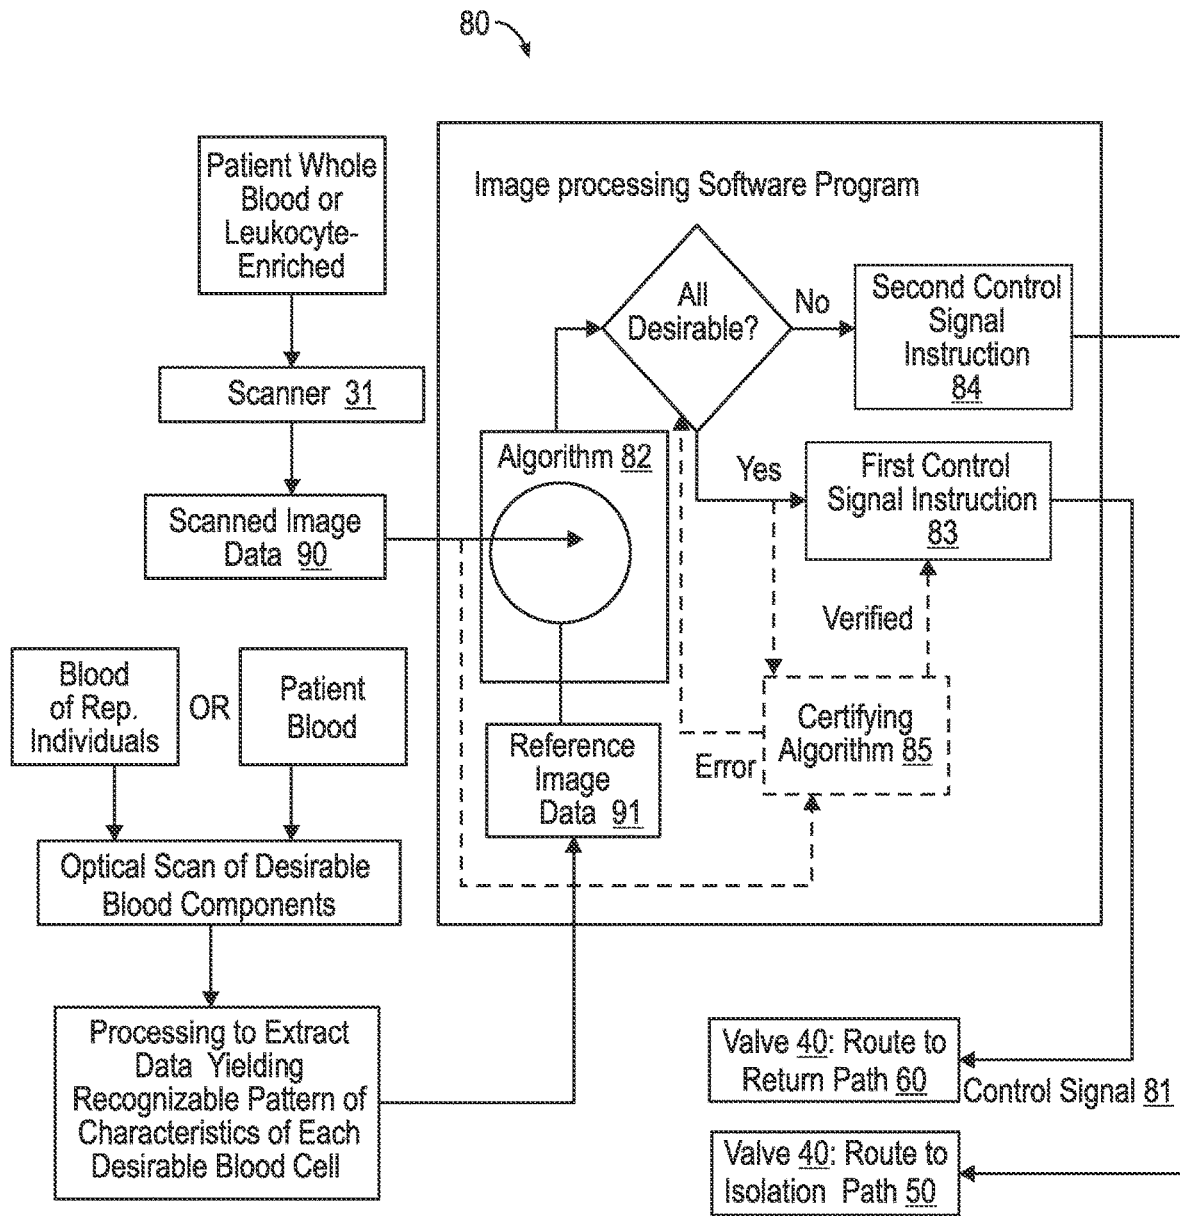 80
Patient Whole
Blood or
Leukocyte-
Enriched
Scanner 31
Scanned Image
Data 90
Blood
of Rep.
Individuals
OR
Patient
Blood
Optical Scan of Desirable
Blood Components
Processing to Extract
Data Yielding
Recognizable Pattern of
Characteristics of Each
Desirable Blood Cell
Image processing Software Program
All
Desirable?
No
Second Control
Signal
Instruction
84
Algorithm 82
Yes
First Control
Signal Instruction
83
Verified
Certifying
Algorithm 85
Error
Reference
Image
Data 91
Valve 40: Route to
Return Path 60
Control Signal 81
Valve 40: Route to
Isolation Path 50